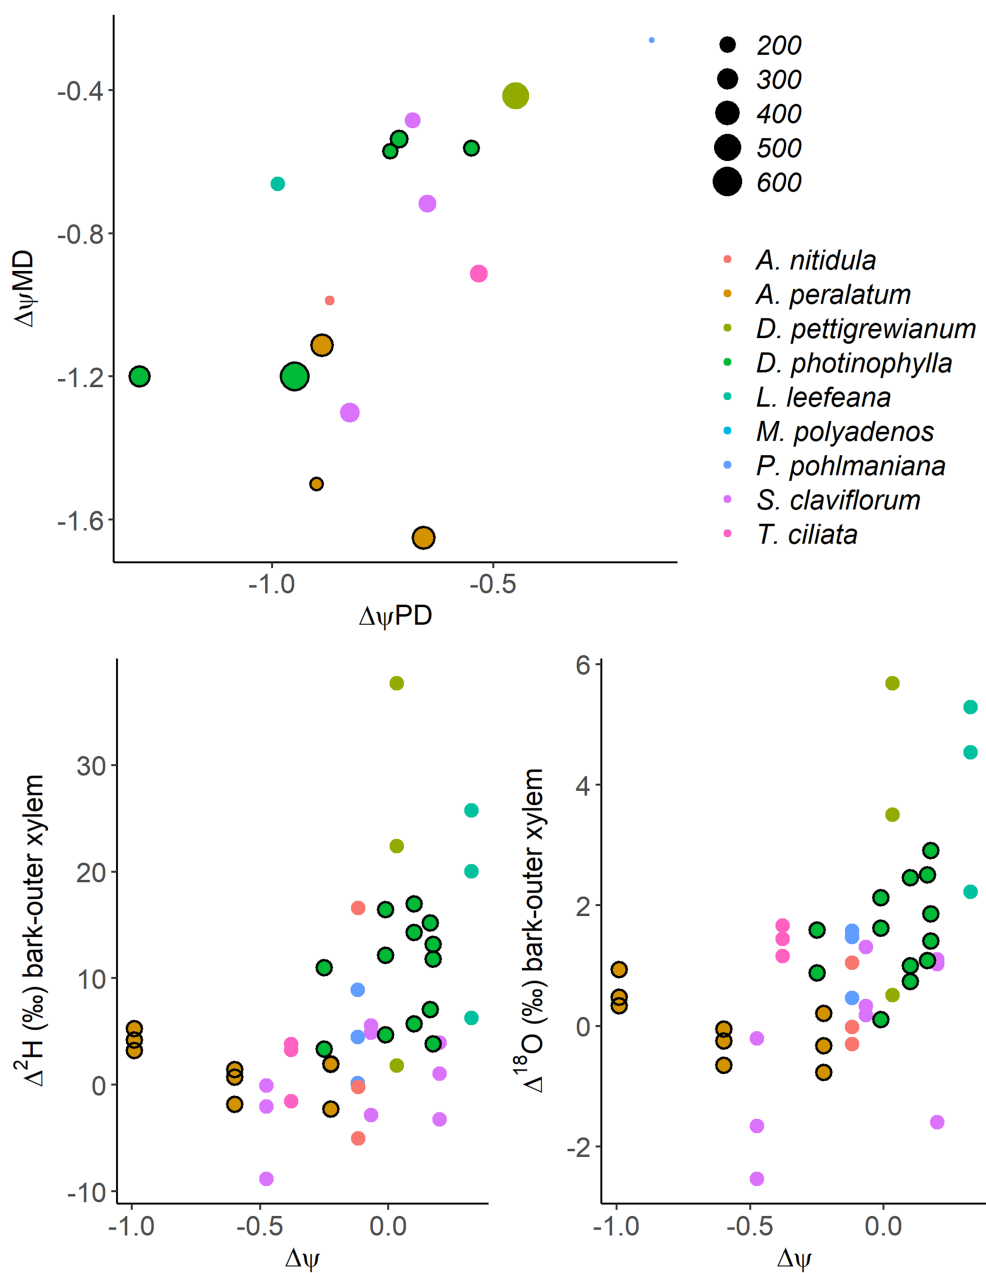 -0.4
-0.8
-1.2
-1.6
ΔψMD
-1.0
-0.5
ΔψPD
200
300
400
500
600
A. nitidula
A. peralatum
D. pettigrewianum
D. photinophylla
L. leefeana
M. polyadenos
P. pohlmaniana
S. claviflorum
T. ciliata
30
20
10
0
-10
Δ²H (‰) bark-outer xylem
-1.0
-0.5
0.0
Δψ
6
4
2
0
-2
Δ¹⁸O (‰) bark-outer xylem
-1.0
-0.5
0.0
Δψ